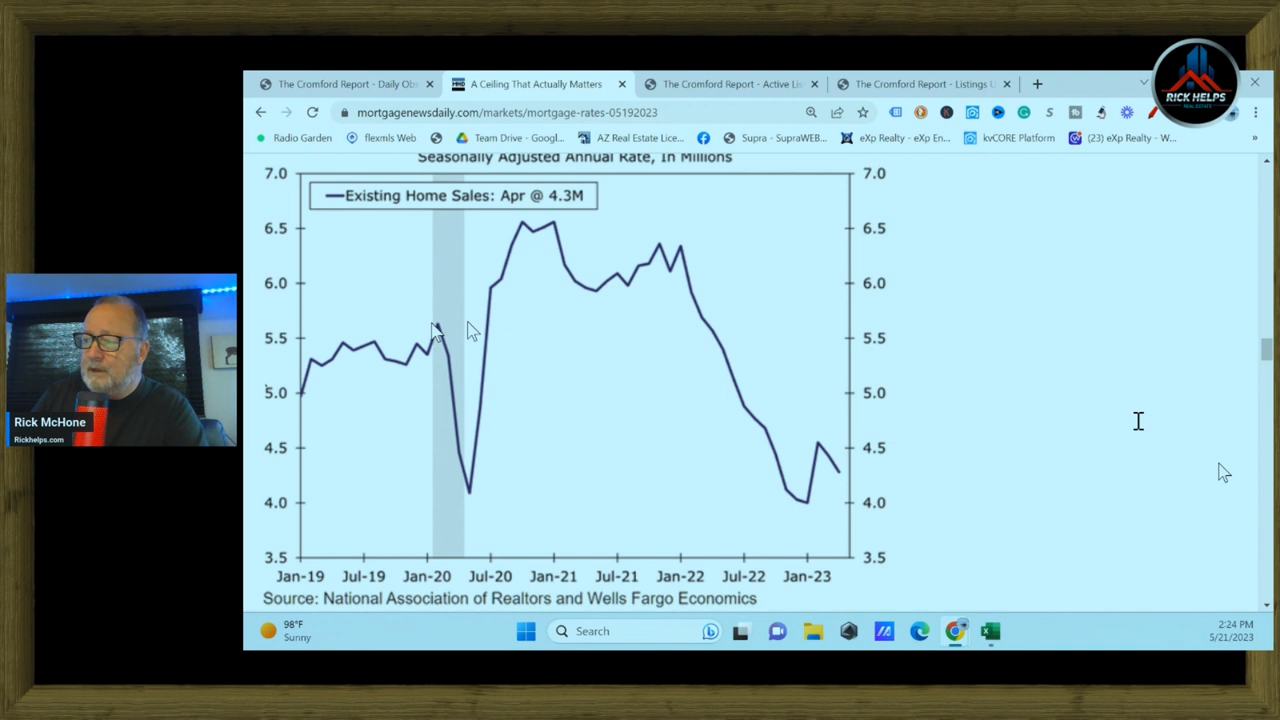 The Cromford Report - Daily Obs
A Ceiling That Actually Matters
The Cromford Report - Active Lis
The Cromford Report - Listings U
mortgagenewsdaily.com/markets/mortgage-rates-05192023
Radio Garden
flexmls Web
Team Drive - Googl...
AZ Real Estate Lice...
Supra - SupraWEB...
eXp Realty - eXp En...
kvCORE Platform
(23) eXp Realty - W...
RICK HELPS
REAL ESTATE
Seasonally Adjusted Annual Rate, In Millions
Existing Home Sales: Apr @ 4.3M
7.0 7.0
6.5 6.5
6.0 6.0
5.5 5.5
5.0 5.0
4.5 4.5
4.0 4.0
3.5 3.5
Jan-19 Jul-19 Jan-20 Jul-20 Jan-21 Jul-21 Jan-22 Jul-22 Jan-23
Source: National Association of Realtors and Wells Fargo Economics
Rick McHone
Rickhelps.com
98°F
Sunny
Search
2:24 PM
5/21/2023